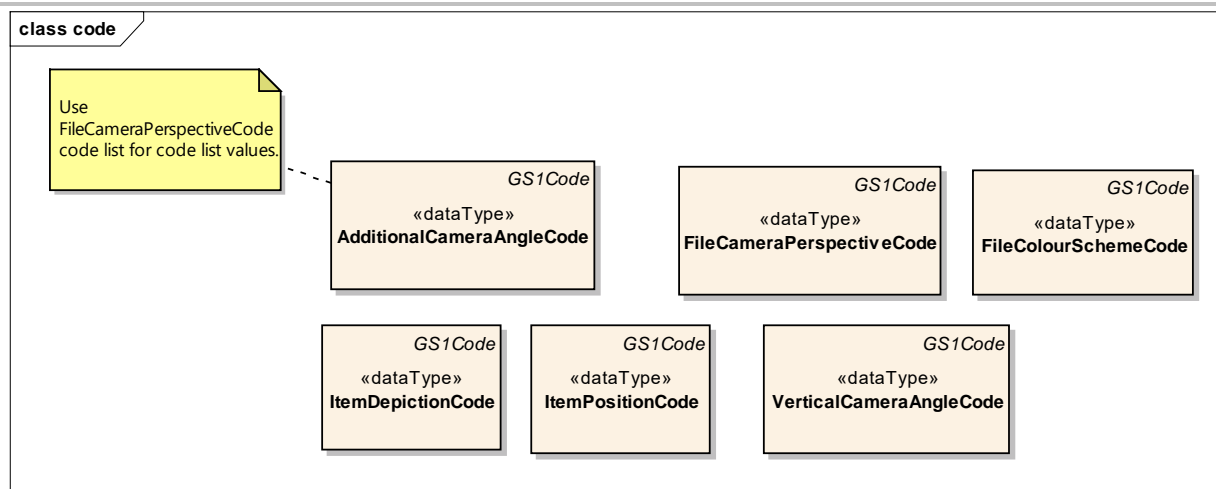 class code
Use
FileCameraPerspectiveCode
code list for code list values.
GS1Code
«dataType»
AdditionalCameraAngleCode
GS1Code
«dataType»
FileCameraPerspectiveCode
GS1Code
«dataType»
FileColourSchemeCode
GS1Code
«dataType»
ItemDepictionCode
GS1Code
«dataType»
ItemPositionCode
GS1Code
«dataType»
VerticalCameraAngleCode